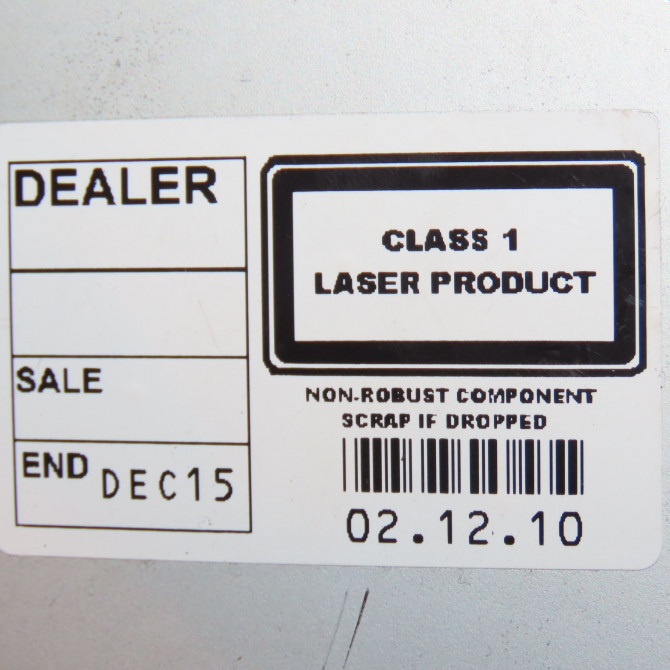 DEALER
SALE
END DEC15
CLASS 1
LASER PRODUCT
NON-ROBUST COMPONENT
SCRAP IF DROPPED
02.12.10